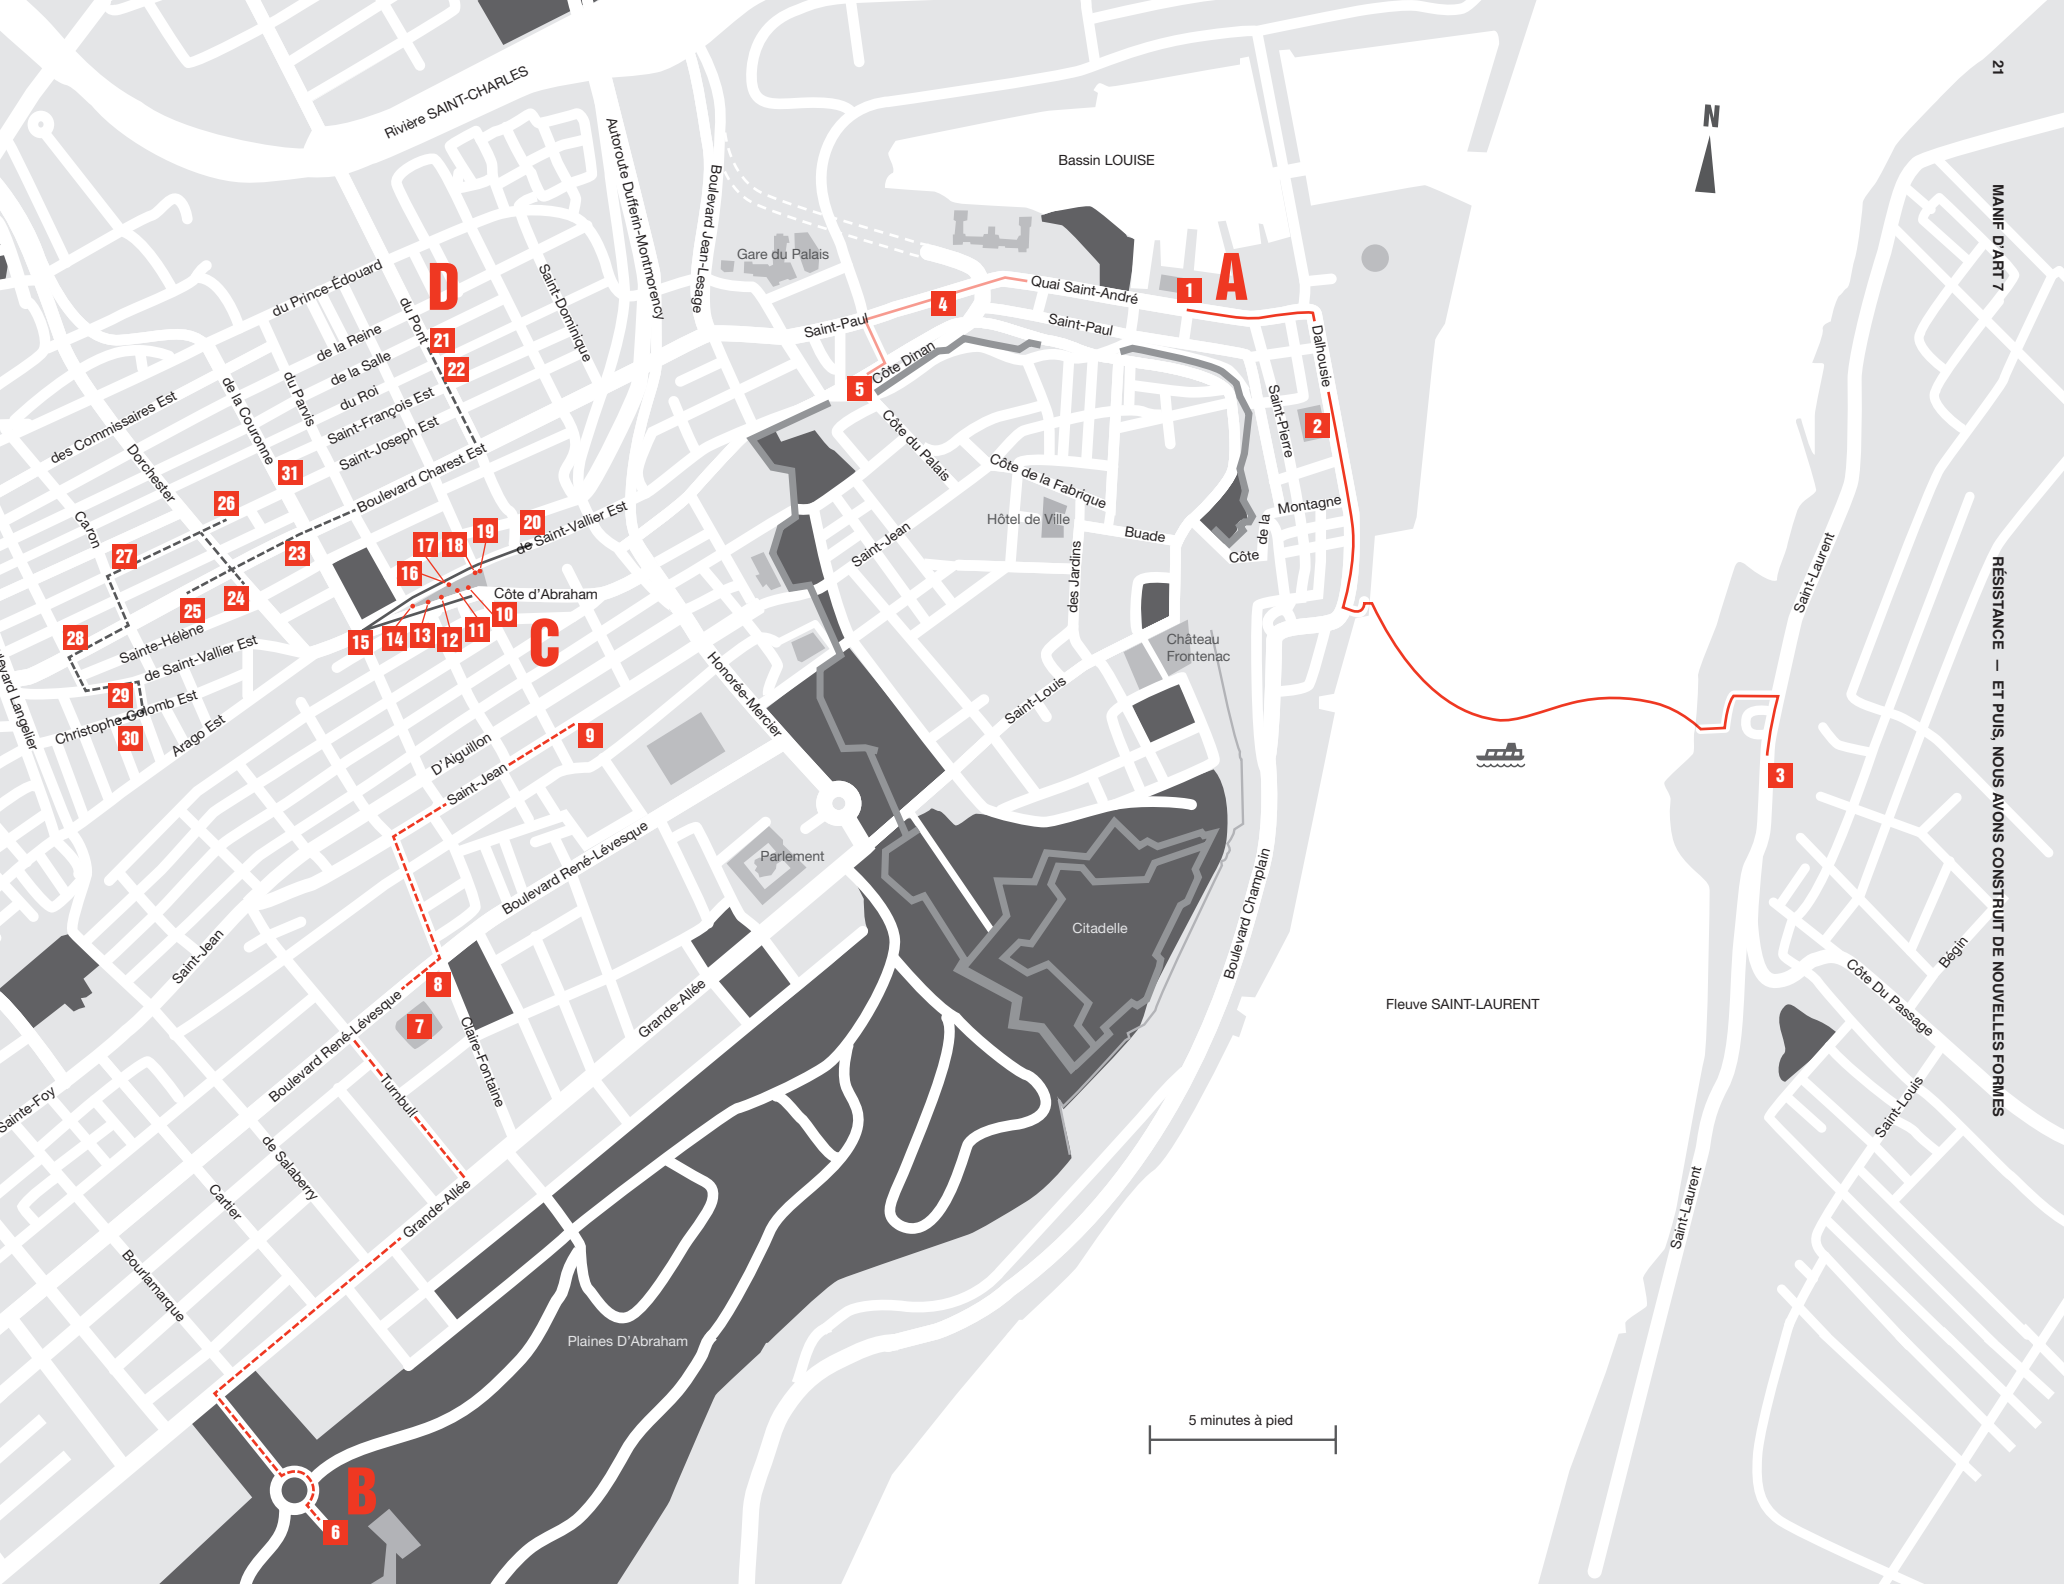 21
MANIF D'ART 7
RÉSISTANCE — ET PUIS, NOUS AVONS CONSTRUIT DE NOUVELLES FORMES
N
Rivière SAINT-CHARLES
Autoroute Dufferin-Montmorency
Boulevard Jean-Lesage
Bassin LOUISE
Gare du Palais
A
1
Quai Saint-André
4
Saint-Paul
Saint-Paul
Dalhousie
5
Côte Dinan
2
Saint-Pierre
Côte du Palais
Côte de la Fabrique
Hôtel de Ville
Buade
Montagne
de la
Côte
Saint-Jean
des Jardins
Château
Frontenac
Saint-Louis
Honorée-Mercier
D
du Prince-Édouard
du Pont
Saint-Dominique
21
22
de la Reine
de la Salle
du Roi
Saint-François Est
Saint-Joseph Est
du Parvis
de la Couronne
des Commissaires Est
Dorchester
Boulevard Charest Est
31
26
Caron
27
23
24
25
28
Sainte-Hélène
de Saint-Vallier Est
29
Christophe-Colomb Est
30
Arago Est
evard Langelier
20
de Saint-Vallier Est
19
18
17
16
Côte d'Abraham
10
11
12
13
14
15
C
9
D'Aiguillon
Saint-Jean
Boulevard René-Lévesque
Parlement
Citadelle
8
7
Saint-Jean
Boulevard René-Lévesque
Claire-Fontaine
Grande-Allée
Turnbull
Sainte-Foy
de Salaberry
Cartier
Grande-Allée
Bourlamarque
Plaines D'Abraham
B
6
Boulevard Champlain
Fleuve SAINT-LAURENT
5 minutes à pied
3
Saint-Laurent
Bégin
Côte Du Passage
Saint-Louis
Saint-Laurent